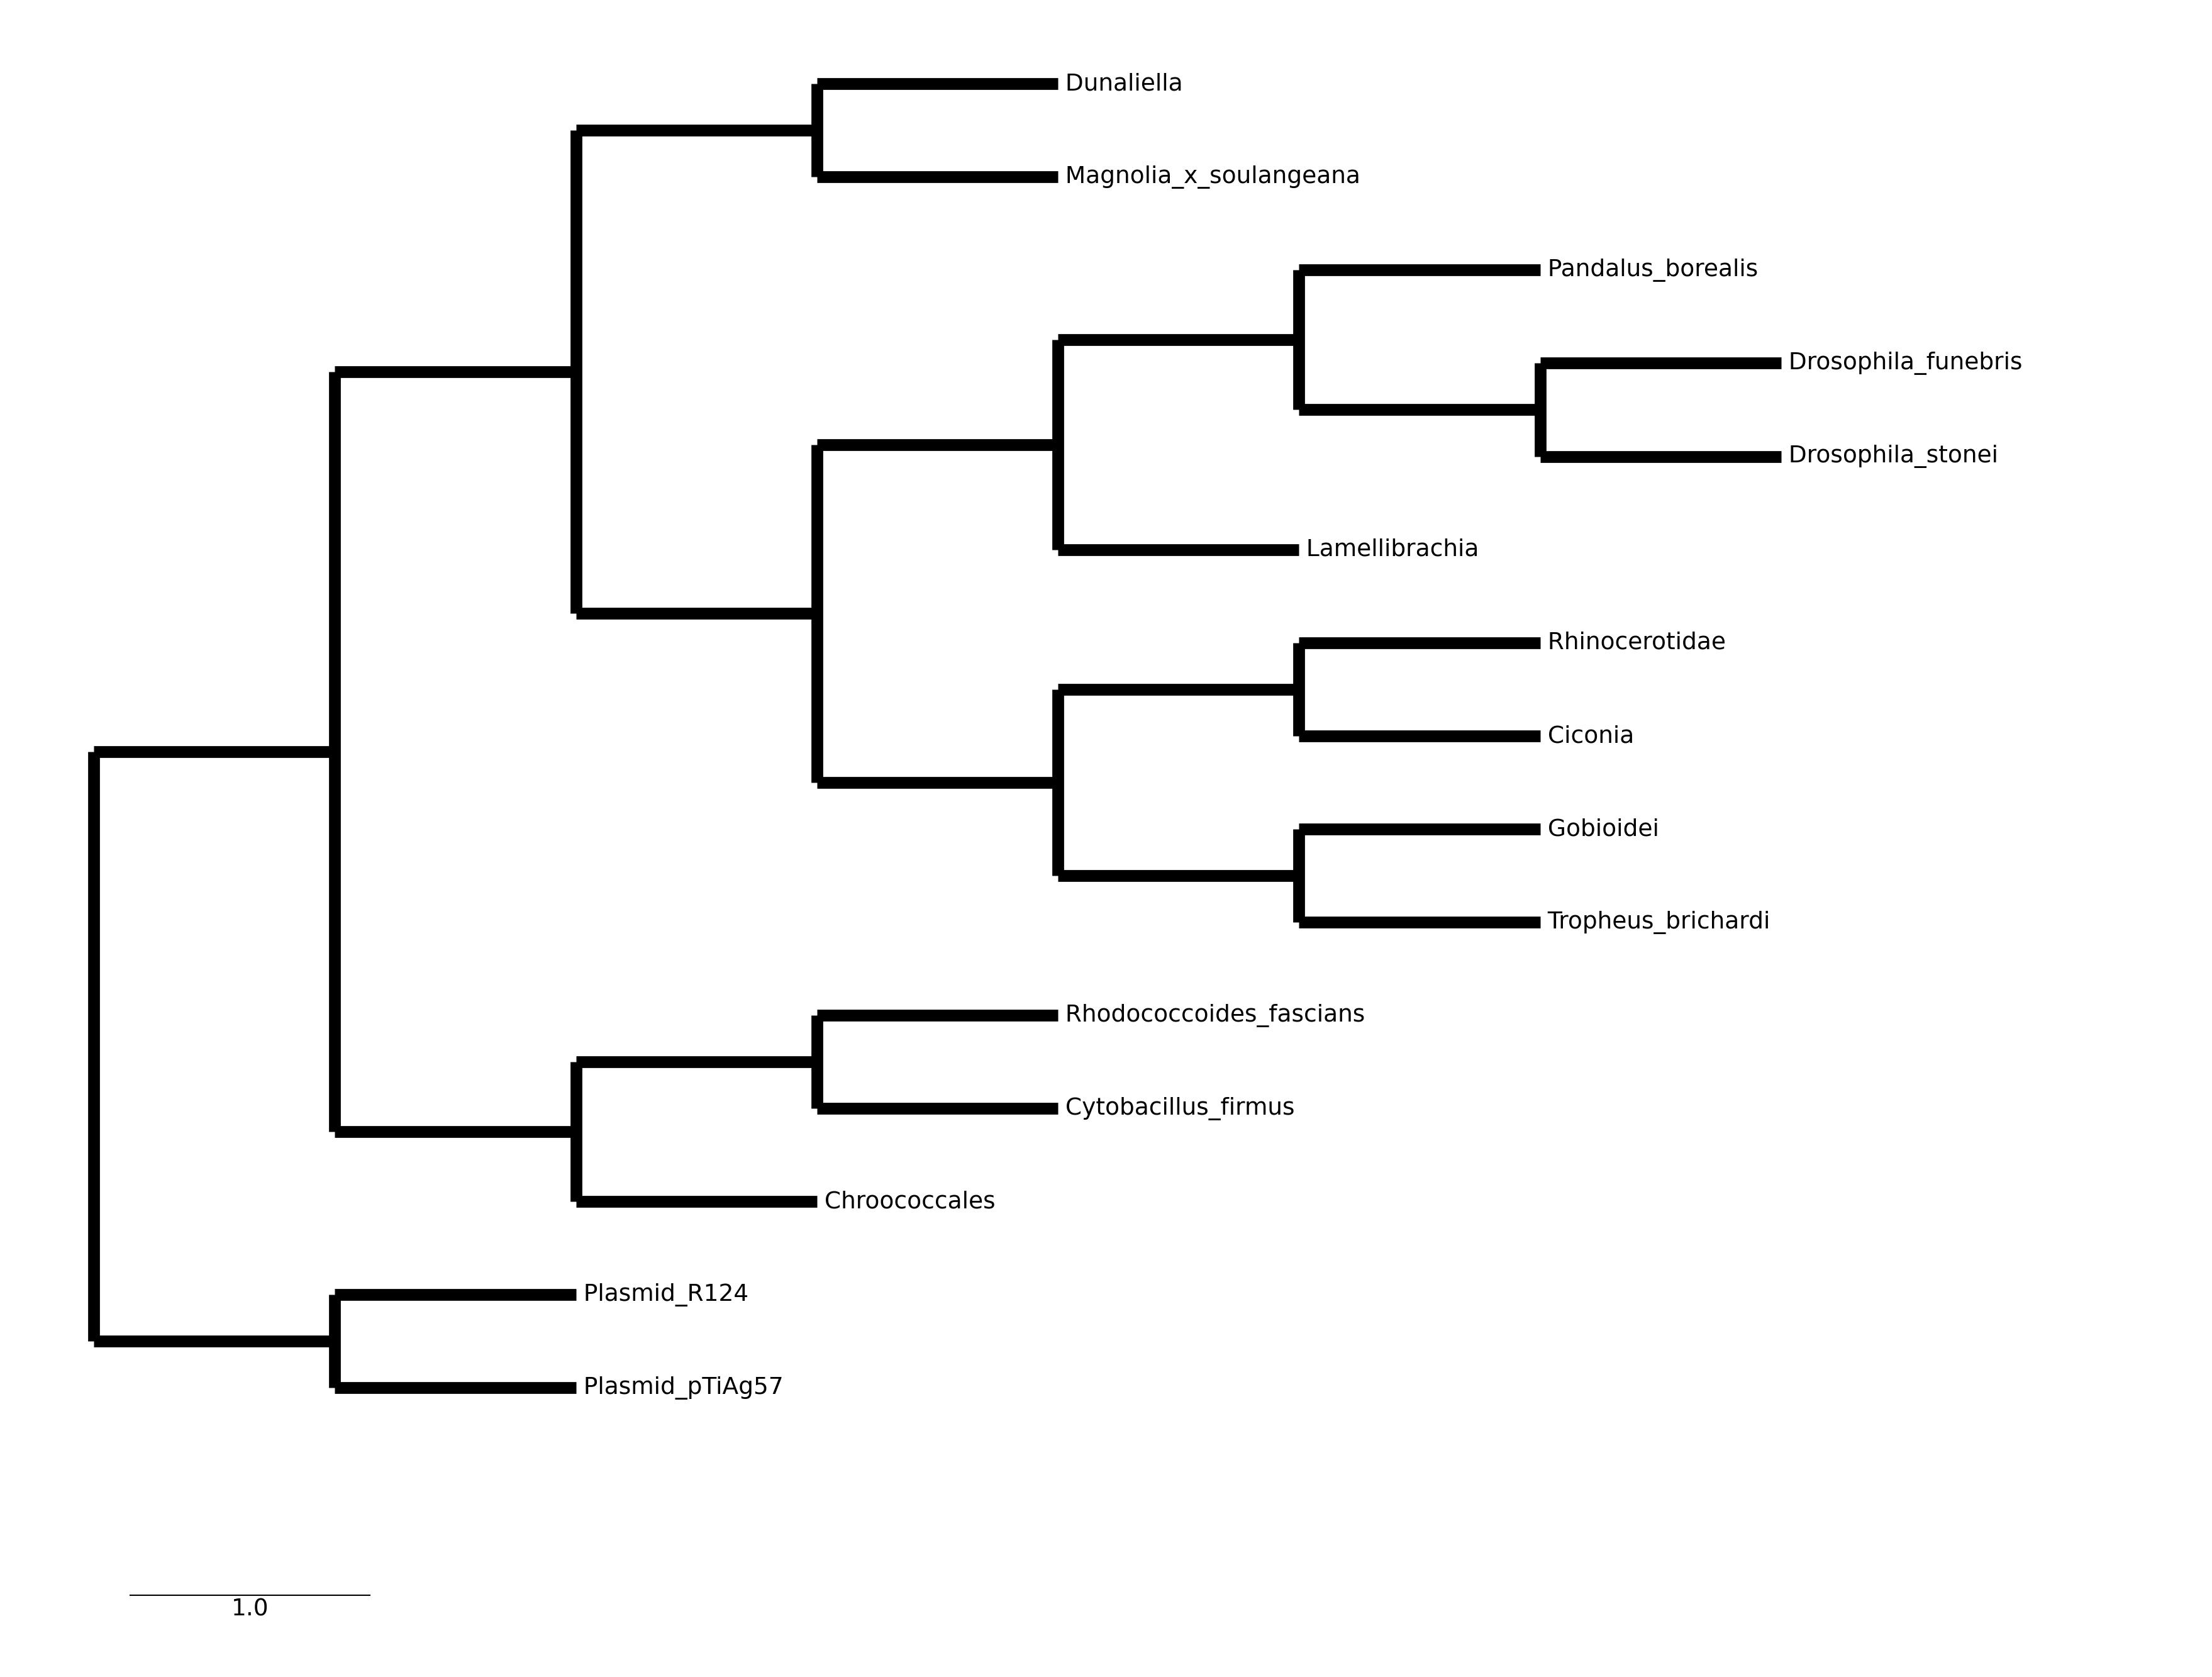 Dunaliella
Magnolia_x_soulangeana
Pandalus_borealis
Drosophila_funebris
Drosophila_stonei
Lamellibrachia
Rhinocerotidae
Ciconia
Gobioidei
Tropheus_brichardi
Rhodococcoides_fascians
Cytobacillus_firmus
Chroococcales
Plasmid_R124
Plasmid_pTiAg57
1.0